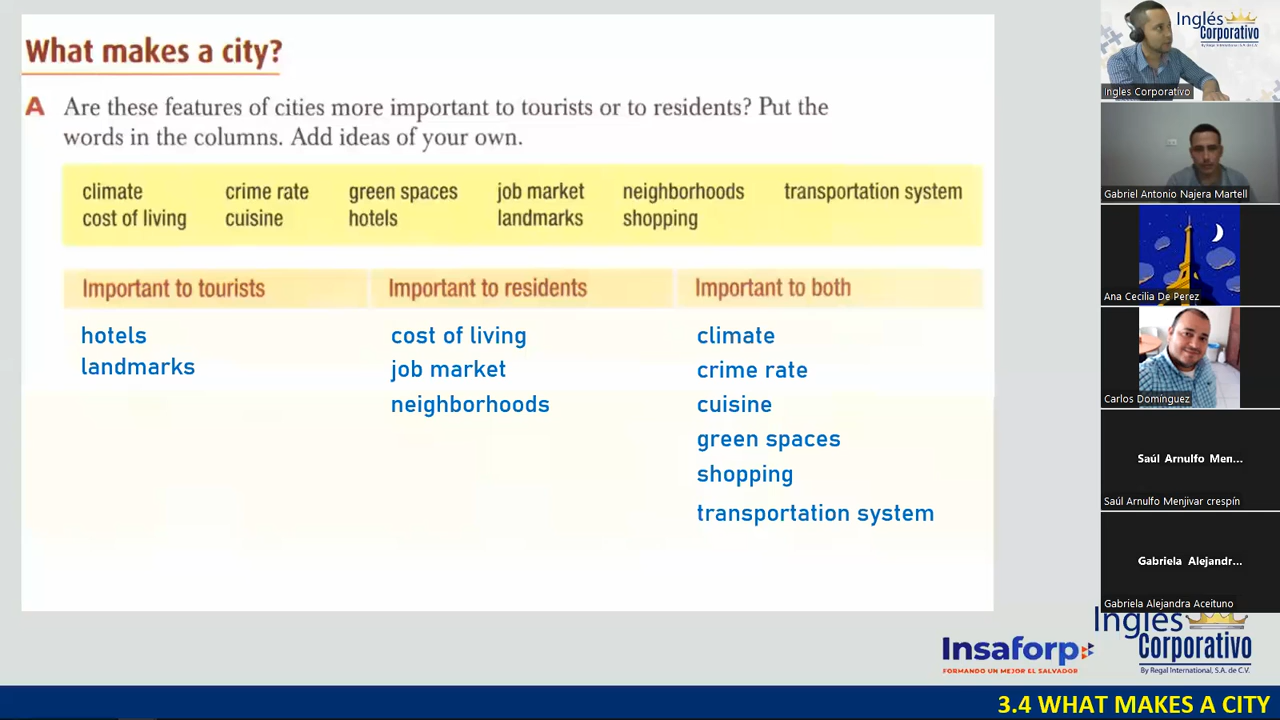 What makes a city?
A Are these features of cities more important to tourists or to residents? Put the
words in the columns. Add ideas of your own.
climate crime rate green spaces job market neighborhoods transportation system
cost of living cuisine hotels landmarks shopping
Important to tourists Important to residents Important to both
hotels cost of living climate
landmarks job market crime rate
neighborhoods cuisine
green spaces
shopping
transportation system
Inglés
Corporativo
By Regal International, S.A. de C.V.
Ingles Corporativo
Gabriel Antonio Najera Martell
Ana Cecilia De Perez
Carlos Domínguez
Saúl Arnulfo Men...
Saúl Arnulfo Menjivar crespín
Gabriela Alejandr...
Gabriela Alejandra Aceituno
Insaforp
FORMANDO UN MEJOR EL SALVADOR
Inglés
Corporativo
By Regal International, S.A. de C.V.
3.4 WHAT MAKES A CITY